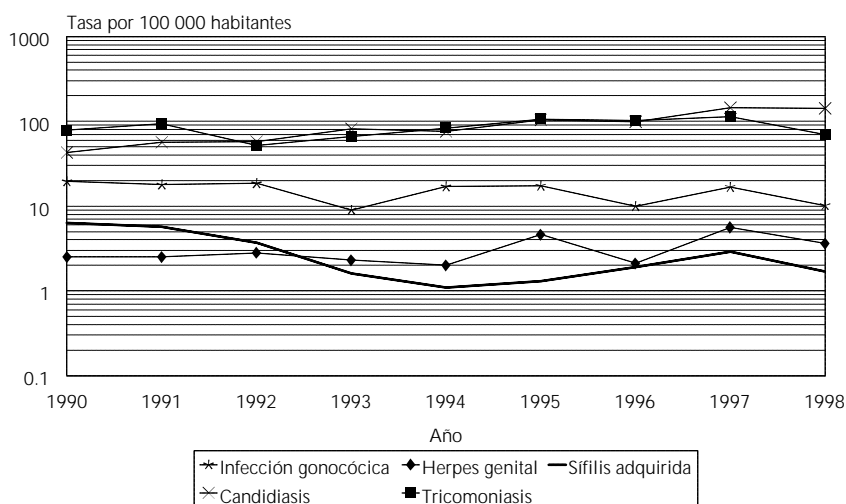 Tasa por 100 000 habitantes
1000
100
10
1
0.1
1990 1991 1992 1993 1994 1995 1996 1997 1998
Año
Infección gonocócica Herpes genital Sífilis adquirida
Candidiasis Tricomoniasis